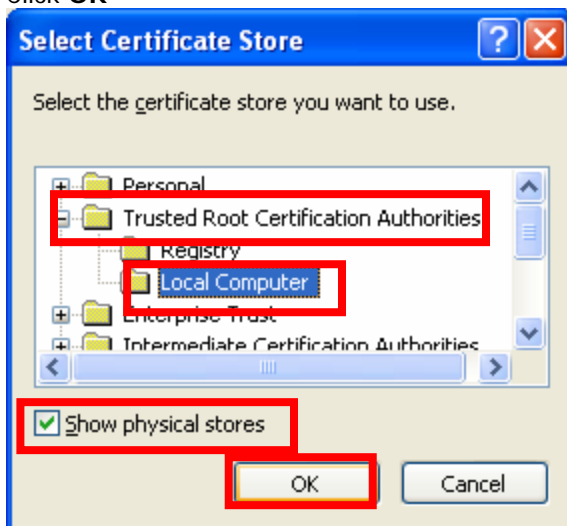 Click OK
Select Certificate Store
Select the certificate store you want to use.
Personal
Trusted Root Certification Authorities
Registry
Local Computer
Enterprise Trust
Intermediate Certification Authorities
Show physical stores
OK Cancel